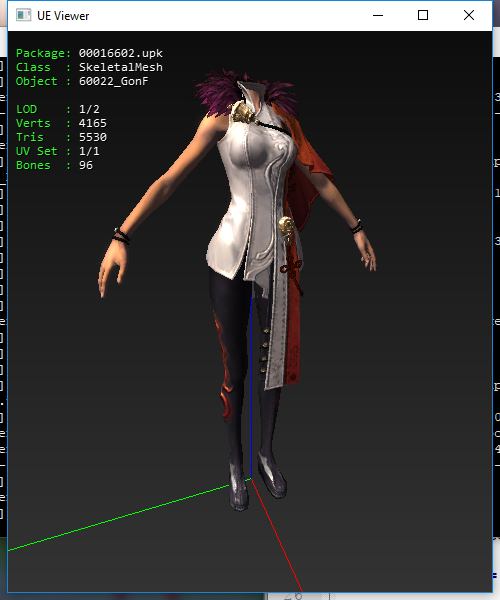 UE Viewer
Package: 00016602.upk
Class : SkeletalMesh
Object : 60022_GonF
LOD : 1/2
Verts : 4165
Tris : 5530
UV Set : 1/1
Bones : 96